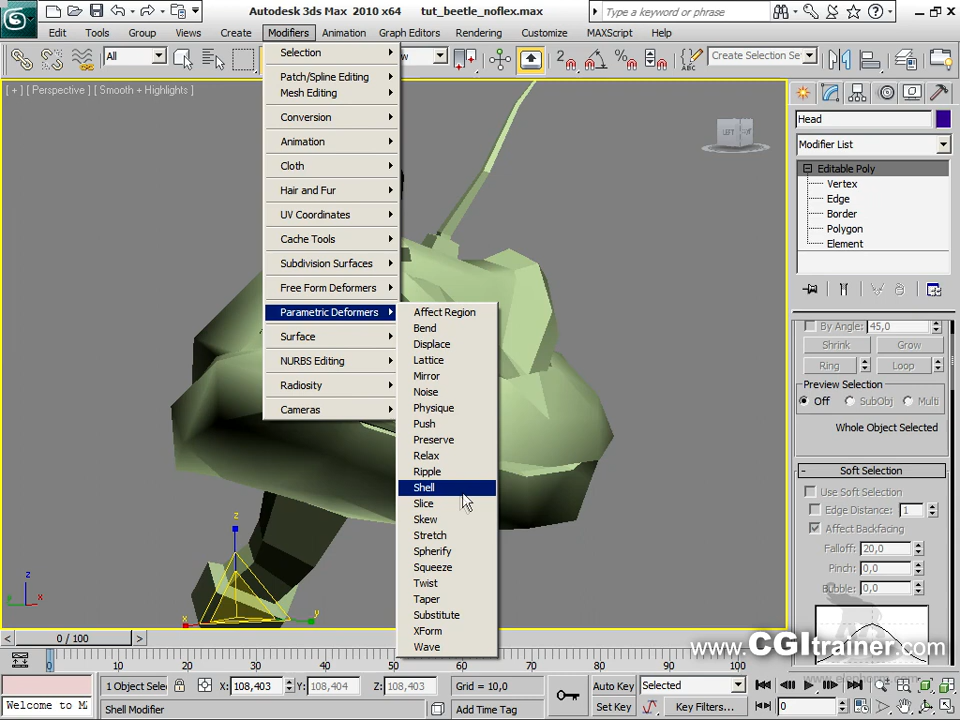 Autodesk 3ds Max 2010 x64 tut_beetle_noflex.max
Type a keyword or phrase
Edit Tools Group Views Create Modifiers Animation Graph Editors Rendering Customize MAXScript Help
All
Create Selection Se
[ + ] [ Perspective ] [ Smooth + Highlights ]
Selection
Patch/Spline Editing
Mesh Editing
Conversion
Animation
Cloth
Hair and Fur
UV Coordinates
Cache Tools
Subdivision Surfaces
Free Form Deformers
Parametric Deformers
Surface
NURBS Editing
Radiosity
Cameras
Affect Region
Bend
Displace
Lattice
Mirror
Noise
Physique
Push
Preserve
Relax
Ripple
Shell
Slice
Skew
Stretch
Spherify
Squeeze
Twist
Taper
Substitute
XForm
Wave
LEFT
Head
Modifier List
Editable Poly
Vertex
Edge
Border
Polygon
Element
By Angle: 45,0
Shrink Grow
Ring Loop
Preview Selection
Off SubObj Multi
Whole Object Selected
- Soft Selection
Use Soft Selection
Edge Distance: 1
Affect Backfacing
Falloff: 20,0
Pinch: 0,0
Bubble: 0,0
z
x
y
z
x
y
www.CGItrainer.com
< 0 / 100 >
0 10 20 30 40 50 60 70 80 90 100
1 Object Selec X: 108,403 Y: 108,404 Z: 108,403 Grid = 10,0 Auto Key Selected
Welcome to M Shell Modifier Add Time Tag Set Key Key Filters... 0